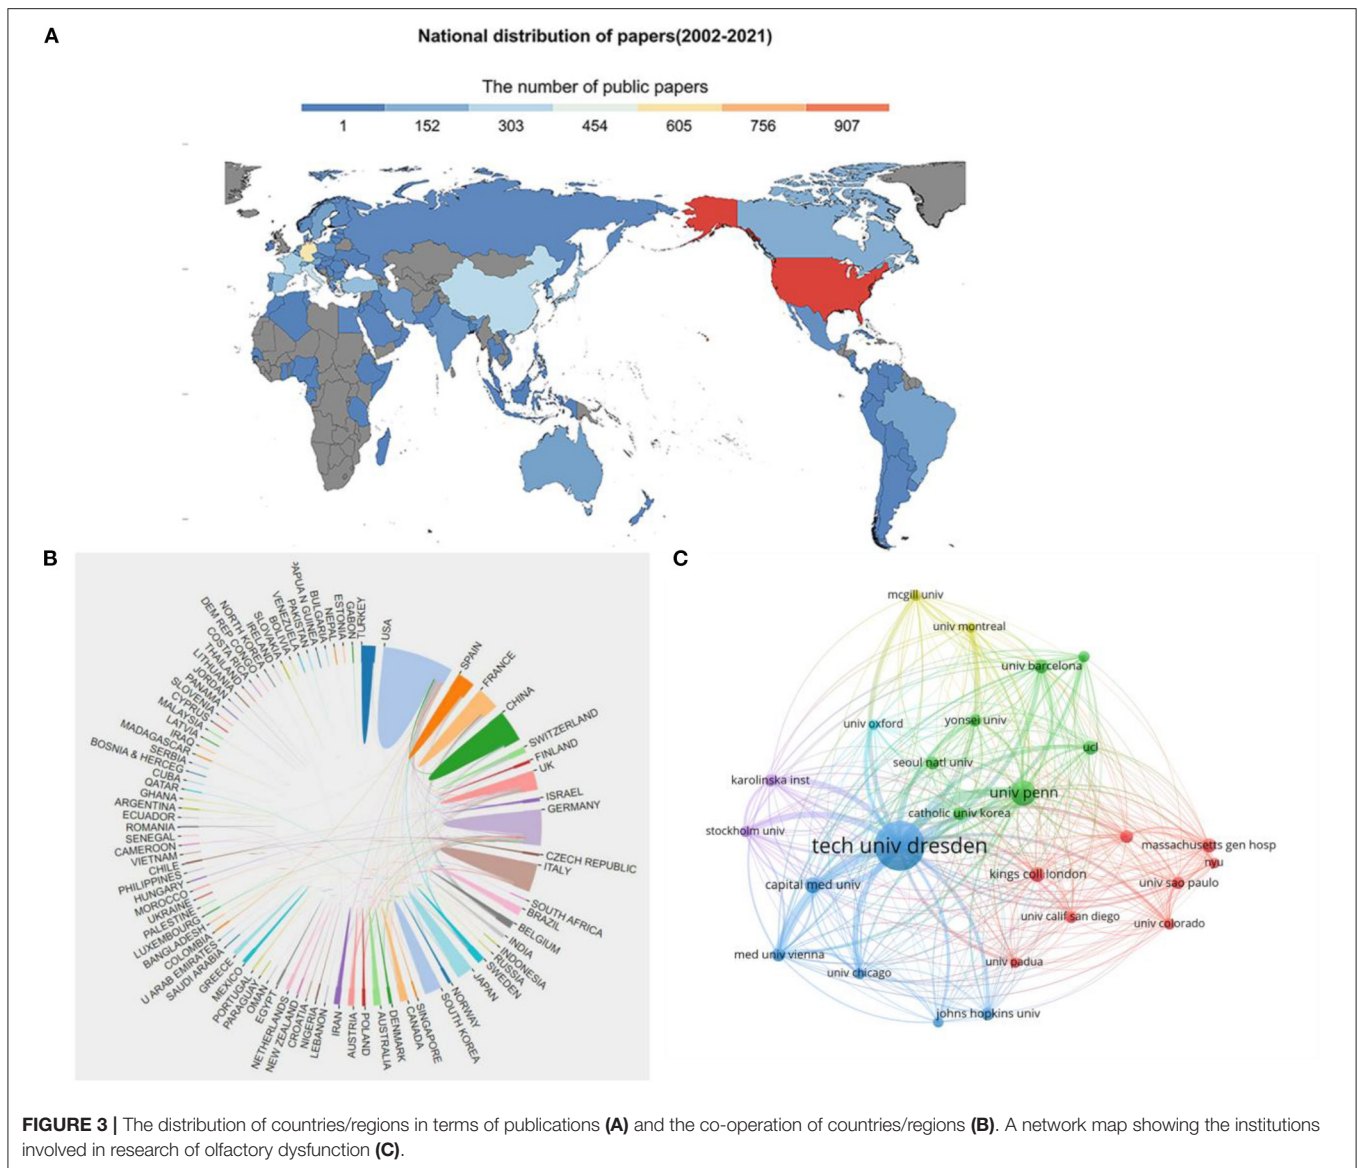 A
National distribution of papers(2002-2021)
The number of public papers
1 152 303 454 605 756 907
B
TURKEY
USA
SPAIN
FRANCE
CHINA
SWITZERLAND
FINLAND
UK
ISRAEL
GERMANY
CZECH REPUBLIC
ITALY
SOUTH AFRICA
BRAZIL
BELGIUM
INDIA
INDONESIA
RUSSIA
SWEDEN
JAPAN
NORWAY
SOUTH KOREA
SINGAPORE
CANADA
DENMARK
AUSTRALIA
POLAND
AUSTRIA
IRAN
LEBANON
NIGERIA
CROATIA
NEW ZEALAND
NETHERLANDS
EGYPT
OMAN
PARAGUAY
PORTUGAL
MEXICO
GREECE
SAUDI ARABIA
U ARAB EMIRATES
COLOMBIA
BANGLADESH
LUXEMBOURG
PALESTINE
UKRAINE
MOROCCO
HUNGARY
PHILIPPINES
CHILE
VIETNAM
CAMEROON
SENEGAL
ROMANIA
ECUADOR
ARGENTINA
GHANA
QATAR
CUBA
BOSNIA & HERCEG
SERBIA
MADAGASCAR
IRAQ
LATVIA
MALAYSIA
CYPRUS
SLOVENIA
PANAMA
JORDAN
LITHUANIA
THAILAND
COSTA RICA
DEM REP CONGO
NORTH KOREA
IRELAND
SLOVAKIA
BOLIVIA
VENEZUELA
PAKISTAN
PAPUA N GUINEA
BULGARIA
NEPAL
ESTONIA
GABON
C
mcgill univ
univ montreal
univ barcelona
univ oxford
yonsei univ
ucl
seoul natl univ
karolinska inst
univ penn
catholic univ korea
stockholm univ
tech univ dresden
massachusetts gen hosp
nyu
kings coll london
capital med univ
univ sao paulo
univ calif san diego
univ colorado
med univ vienna
univ padua
univ chicago
johns hopkins univ
FIGURE 3 | The distribution of countries/regions in terms of publications (A) and the co-operation of countries/regions (B). A network map showing the institutions
involved in research of olfactory dysfunction (C).